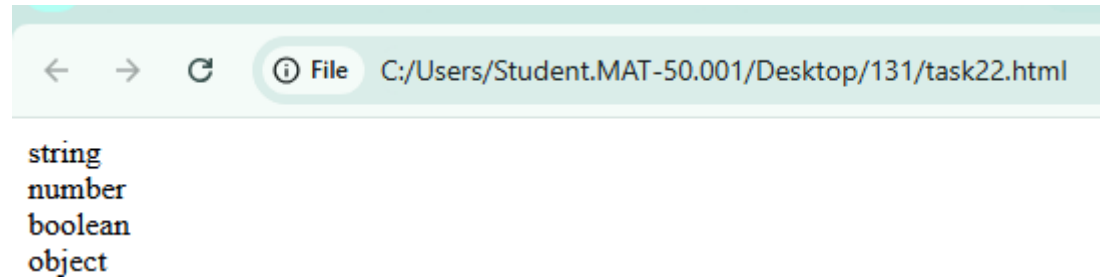 File C:/Users/Student.MAT-50.001/Desktop/131/task22.html
string
number
boolean
object